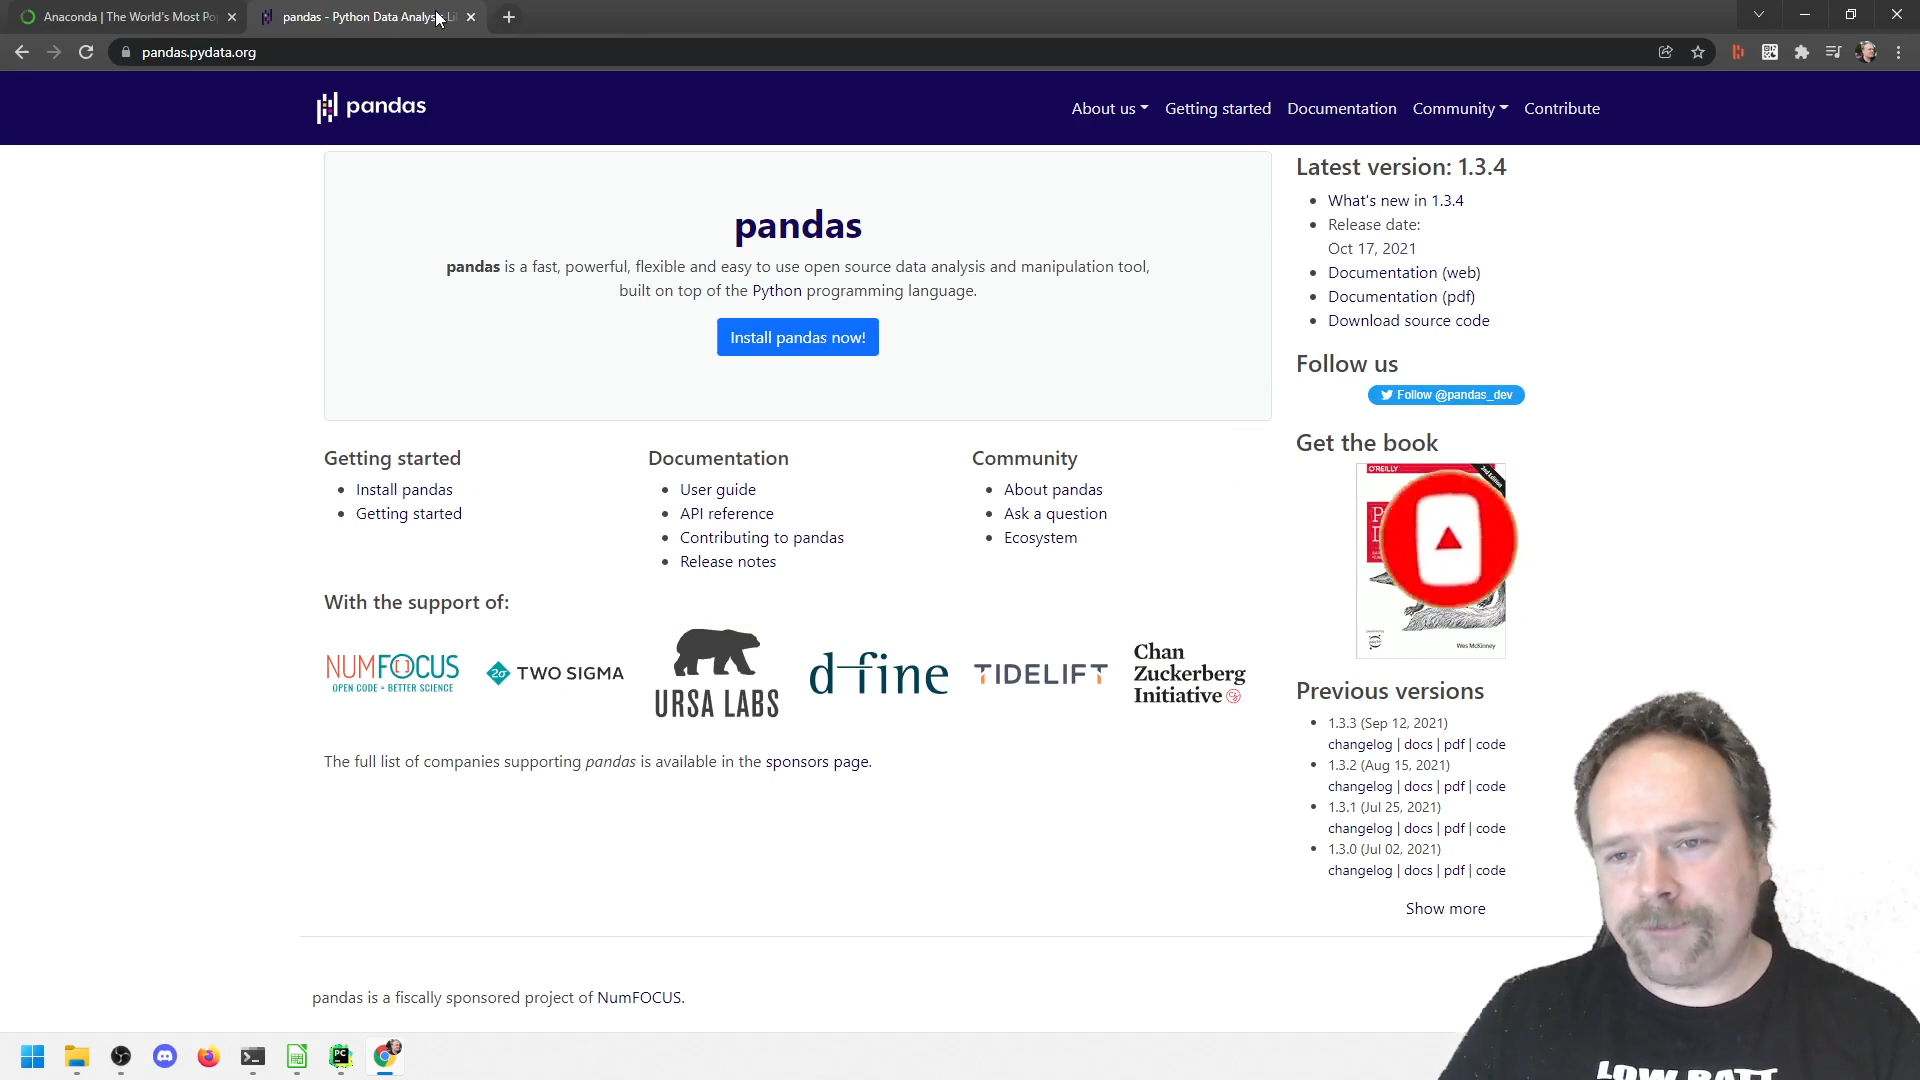 Anaconda | The World's Most Po
pandas - Python Data Analys
pandas.pydata.org
pandas
About us
Getting started
Documentation
Community
Contribute
pandas
pandas is a fast, powerful, flexible and easy to use open source data analysis and manipulation tool,
built on top of the Python programming language.
Install pandas now!
Getting started
Install pandas
Getting started
Documentation
User guide
API reference
Contributing to pandas
Release notes
Community
About pandas
Ask a question
Ecosystem
With the support of:
NUMFOCUS
OPEN CODE = BETTER SCIENCE
2σ TWO SIGMA
URSA LABS
d-fine
TIDELIFT
Chan
Zuckerberg
Initiative
The full list of companies supporting pandas is available in the sponsors page.
Latest version: 1.3.4
What's new in 1.3.4
Release date:
Oct 17, 2021
Documentation (web)
Documentation (pdf)
Download source code
Follow us
Follow @pandas_dev
Get the book
O'REILLY
2nd Edition
Wes McKinney
Previous versions
1.3.3 (Sep 12, 2021)
changelog | docs | pdf | code
1.3.2 (Aug 15, 2021)
changelog | docs | pdf | code
1.3.1 (Jul 25, 2021)
changelog | docs | pdf | code
1.3.0 (Jul 02, 2021)
changelog | docs | pdf | code
Show more
pandas is a fiscally sponsored project of NumFOCUS.
PC
LOW BATT